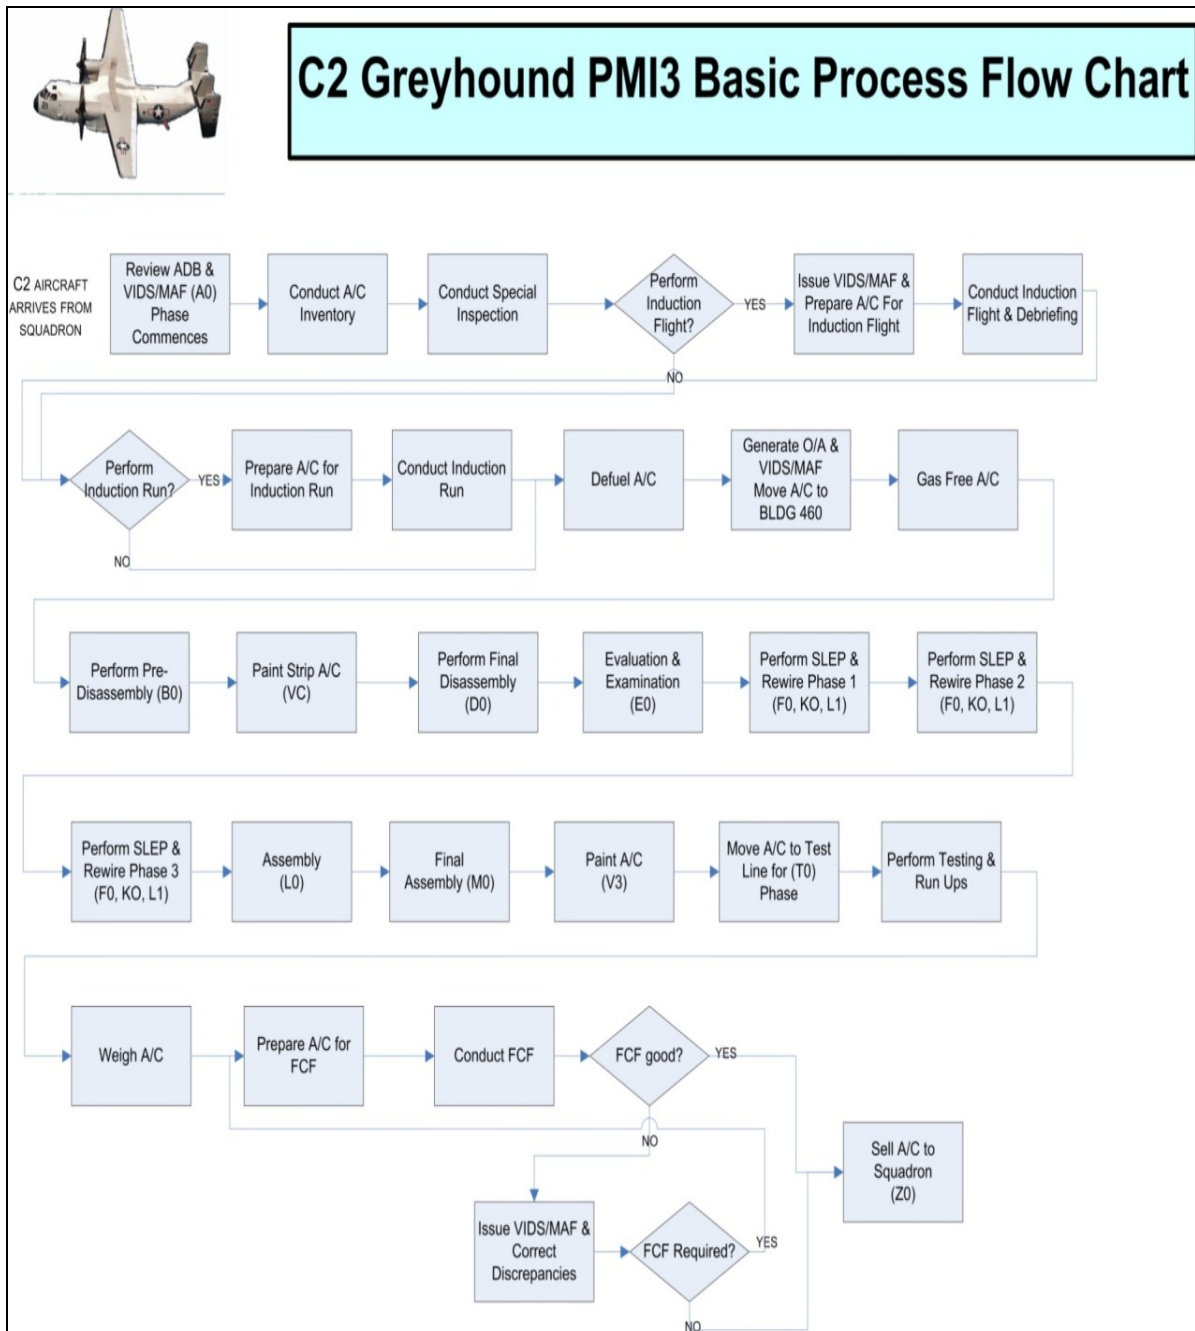 C2 Greyhound PMI3 Basic Process Flow Chart
C2 AIRCRAFT
ARRIVES FROM
SQUADRON
Review ADB &
VIDS/MAF (A0)
Phase
Commences
Conduct A/C
Inventory
Conduct Special
Inspection
Perform
Induction
Flight?
YES
NO
Issue VIDS/MAF &
Prepare A/C For
Induction Flight
Conduct Induction
Flight & Debriefing
Perform
Induction Run?
YES
NO
Prepare A/C for
Induction Run
Conduct Induction
Run
Defuel A/C
Generate O/A &
VIDS/MAF
Move A/C to
BLDG 460
Gas Free A/C
Perform Pre-
Disassembly (B0)
Paint Strip A/C
(VC)
Perform Final
Disassembly
(D0)
Evaluation &
Examination
(E0)
Perform SLEP &
Rewire Phase 1
(F0, KO, L1)
Perform SLEP &
Rewire Phase 2
(F0, KO, L1)
Perform SLEP &
Rewire Phase 3
(F0, KO, L1)
Assembly
(L0)
Final
Assembly (M0)
Paint A/C
(V3)
Move A/C to Test
Line for (T0)
Phase
Perform Testing &
Run Ups
Weigh A/C
Prepare A/C for
FCF
Conduct FCF
FCF good?
YES
NO
Sell A/C to
Squadron
(Z0)
Issue VIDS/MAF &
Correct
Discrepancies
FCF Required?
YES
NO